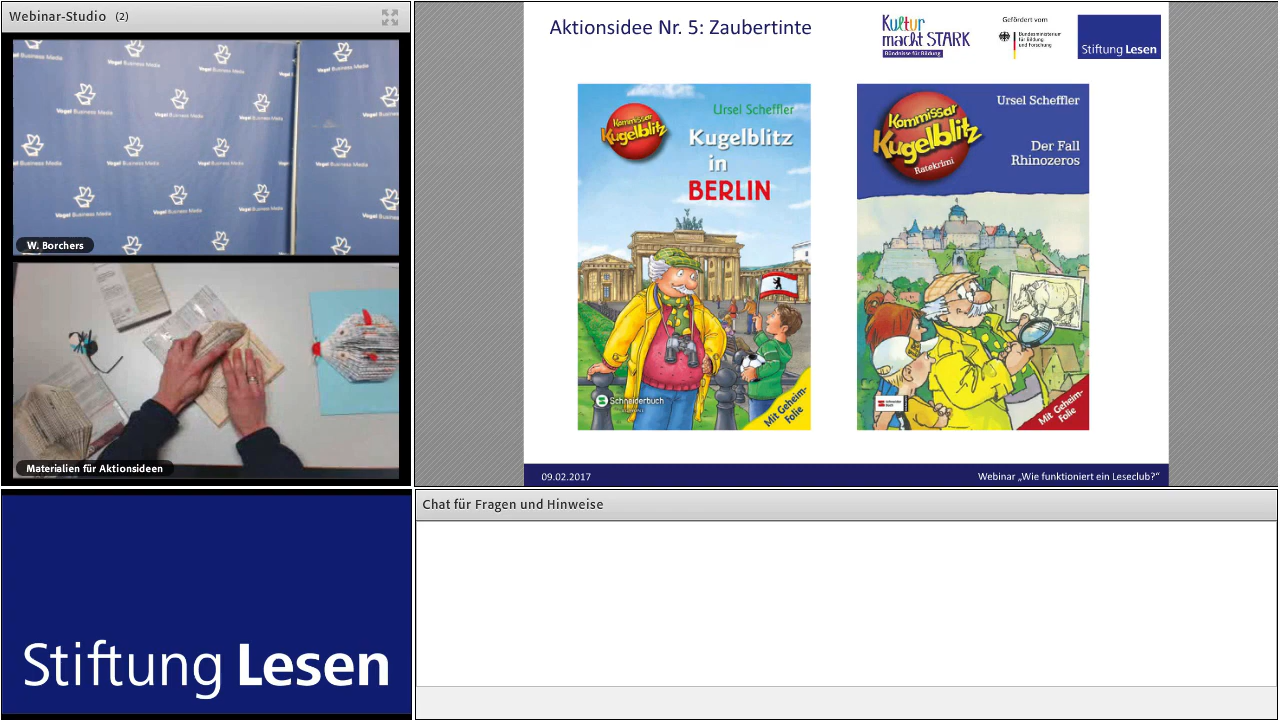 Webinar-Studio (2)
Vogel Business Media
W. Borchers
Materialien für Aktionsideen
Stiftung Lesen
Aktionsidee Nr. 5: Zaubertinte
Kultur
macht STARK
Bündnisse für Bildung
Gefördert vom
Bundesministerium
für Bildung
und Forschung
Stiftung Lesen
Kommissar
Kugelblitz
Ursel Scheffler
Kugelblitz
in
BERLIN
Schneiderbuch
Mit Geheim-
Folie
Kommissar
Kugelblitz
Ratekrimi
Ursel Scheffler
Der Fall
Rhinozeros
Mit Geheim-
Folie
09.02.2017
Webinar „Wie funktioniert ein Leseclub?“
Chat für Fragen und Hinweise